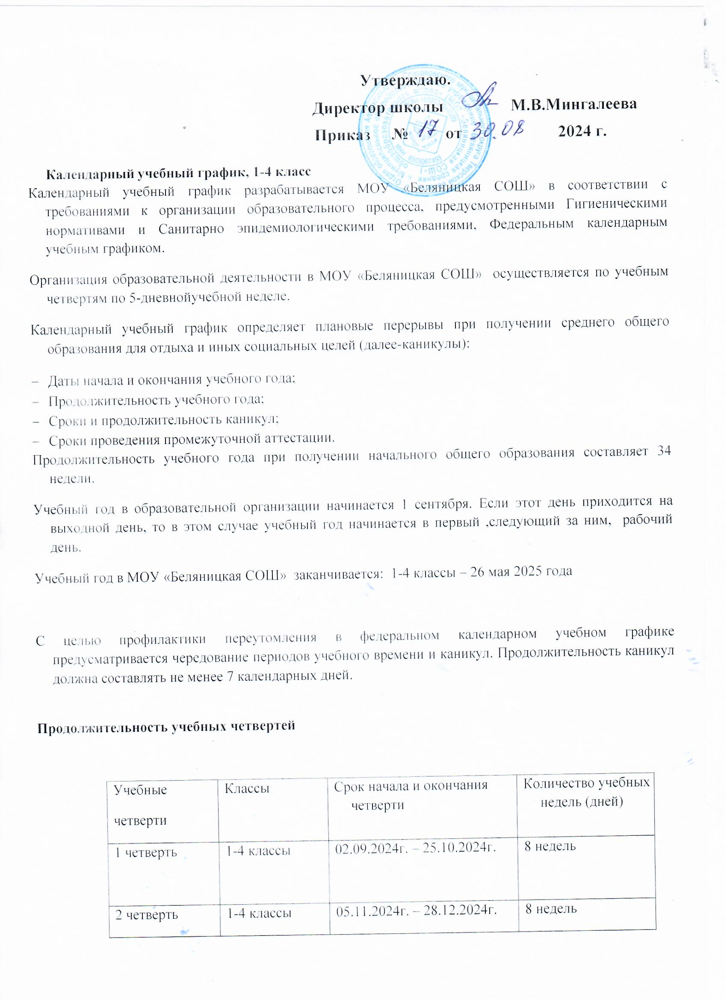 Утверждаю.
Директор школы М.В.Мингалеева
Приказ № 17 от 30.08 2024 г.
Календарный учебный график, 1-4 класс
Календарный учебный график разрабатывается МОУ «Беляницкая СОШ» в соответствии с
требованиями к организации образовательного процесса, предусмотренными Гигиеническими
нормативами и Санитарно эпидемиологическими требованиями, Федеральным календарным
учебным графиком.
Организация образовательной деятельности в МОУ «Беляницкая СОШ» осуществляется по учебным
четвертям по 5-дневнойучебной неделе.
Календарный учебный график определяет плановые перерывы при получении среднего общего
образования для отдыха и иных социальных целей (далее-каникулы):
– Даты начала и окончания учебного года;
– Продолжительность учебного года;
– Сроки и продолжительность каникул;
– Сроки проведения промежуточной аттестации.
Продолжительность учебного года при получении начального общего образования составляет 34
недели.
Учебный год в образовательной организации начинается 1 сентября. Если этот день приходится на
выходной день, то в этом случае учебный год начинается в первый ,следующий за ним, рабочий
день.
Учебный год в МОУ «Беляницкая СОШ» заканчивается: 1-4 классы – 26 мая 2025 года
С целью профилактики переутомления в федеральном календарном учебном графике
предусматривается чередование периодов учебного времени и каникул. Продолжительность каникул
должна составлять не менее 7 календарных дней.
Продолжительность учебных четвертей
Учебные Классы Срок начала и окончания Количество учебных
четверти четверти недель (дней)
1 четверть 1-4 классы 02.09.2024г. – 25.10.2024г. 8 недель
2 четверть 1-4 классы 05.11.2024г. – 28.12.2024г. 8 недель